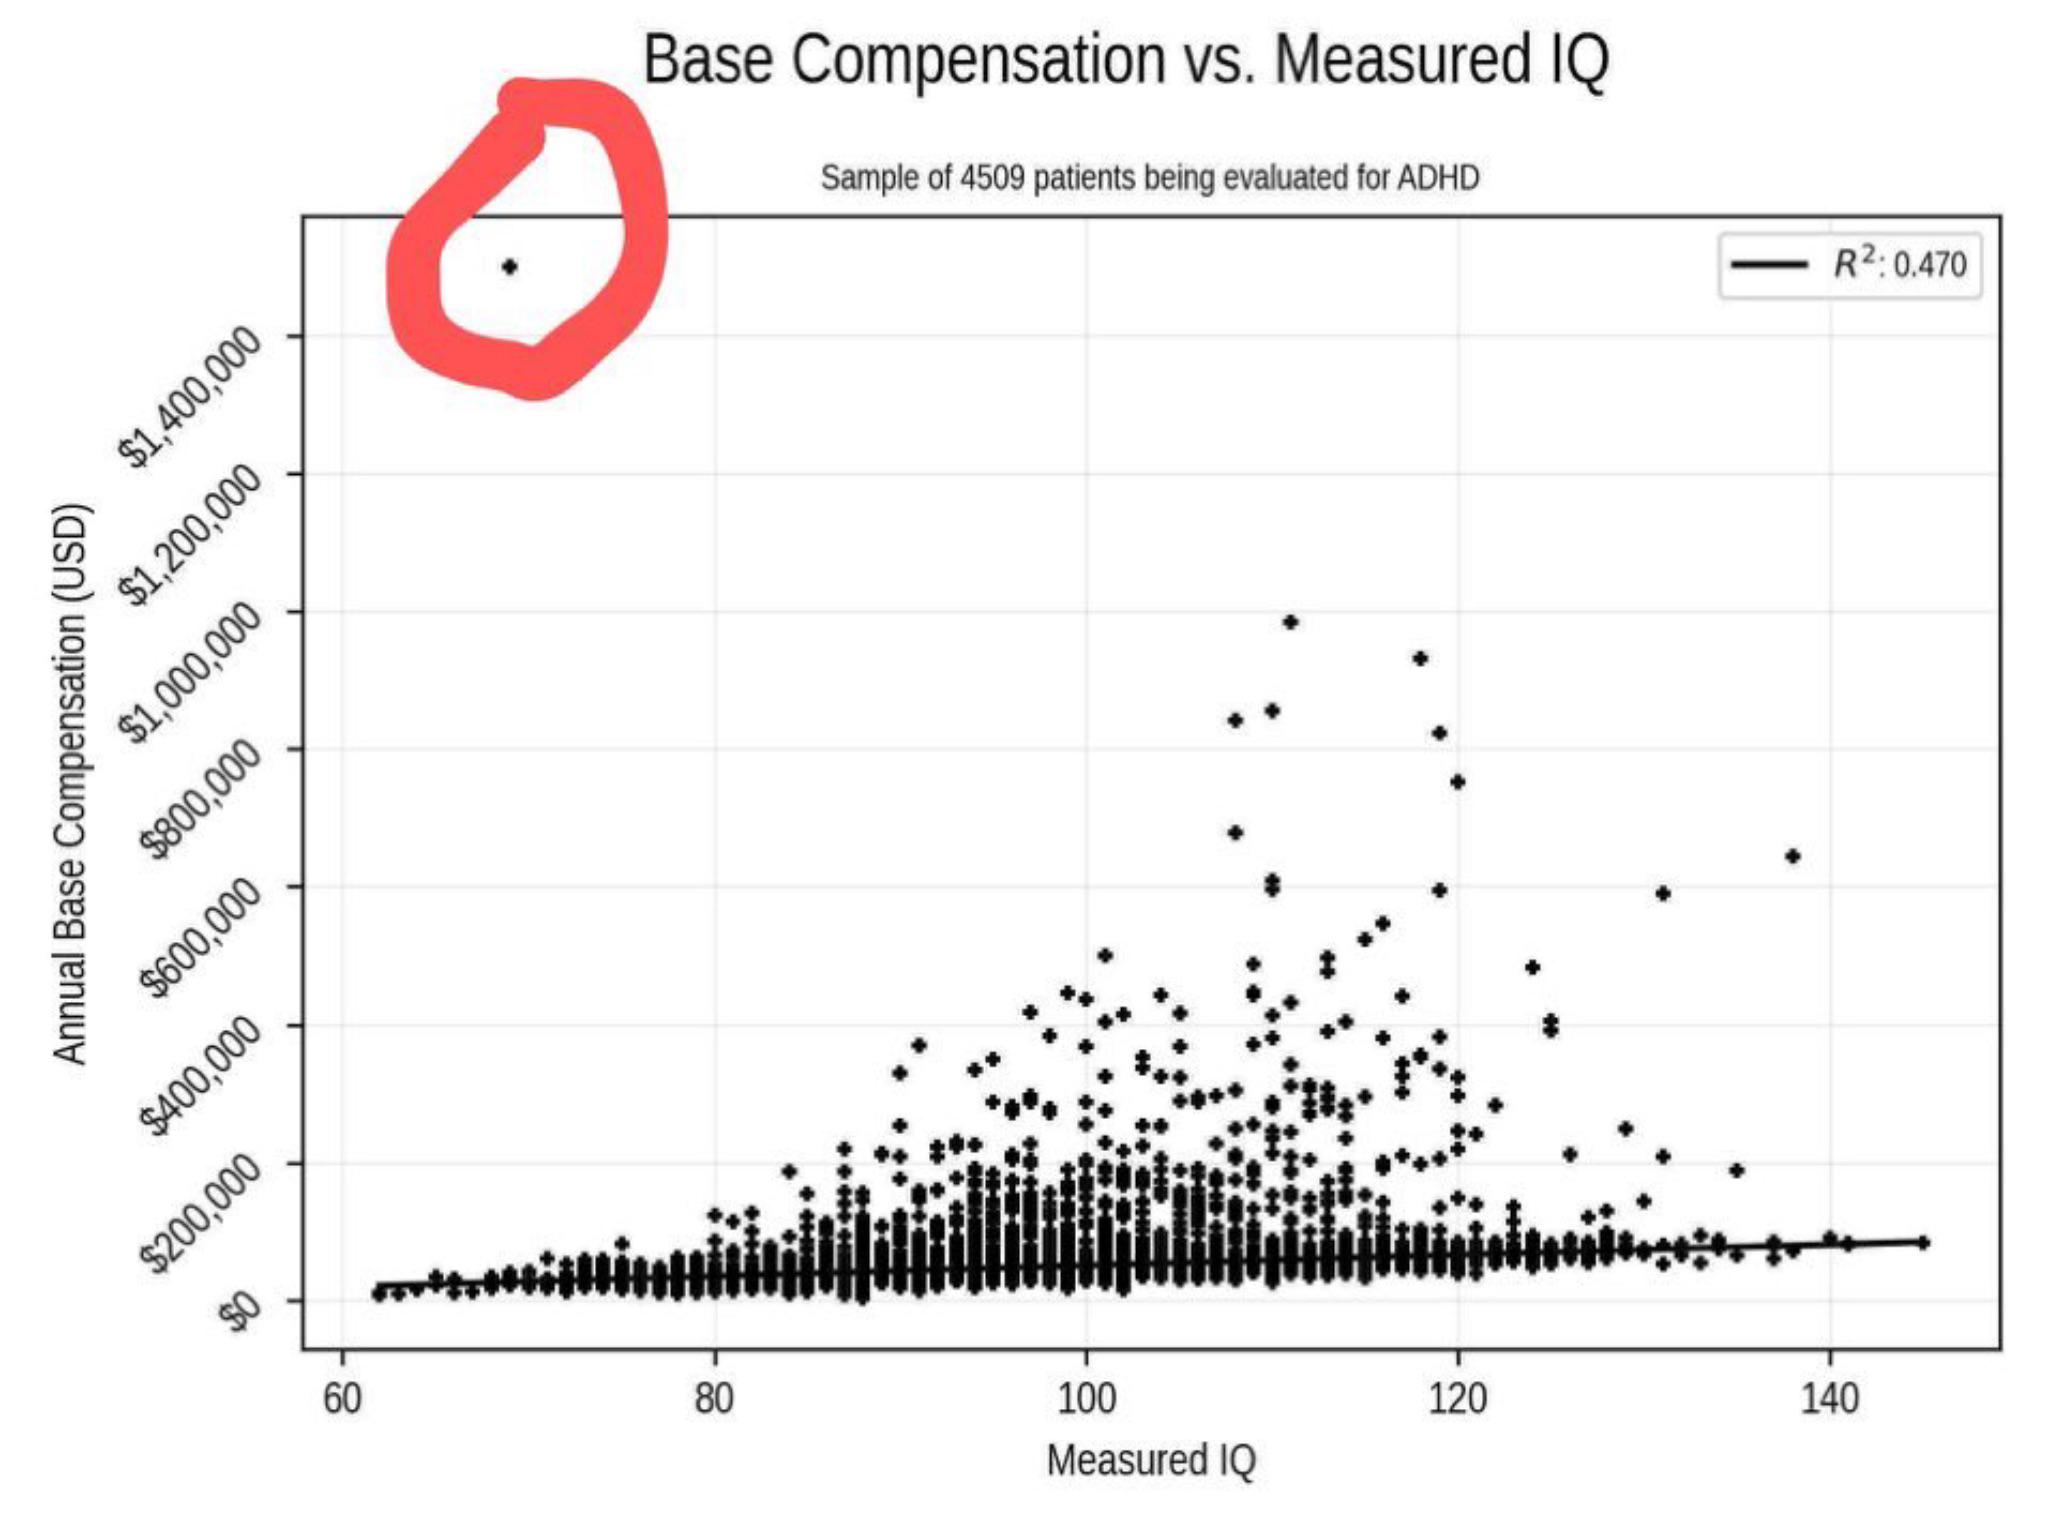 Base Compensation vs. Measured IQ
Sample of 4509 patients being evaluated for ADHD
R²: 0.470
Annual Base Compensation (USD)
$1,400,000
$1,200,000
$1,000,000
$800,000
$600,000
$400,000
$200,000
$0
60 80 100 120 140
Measured IQ